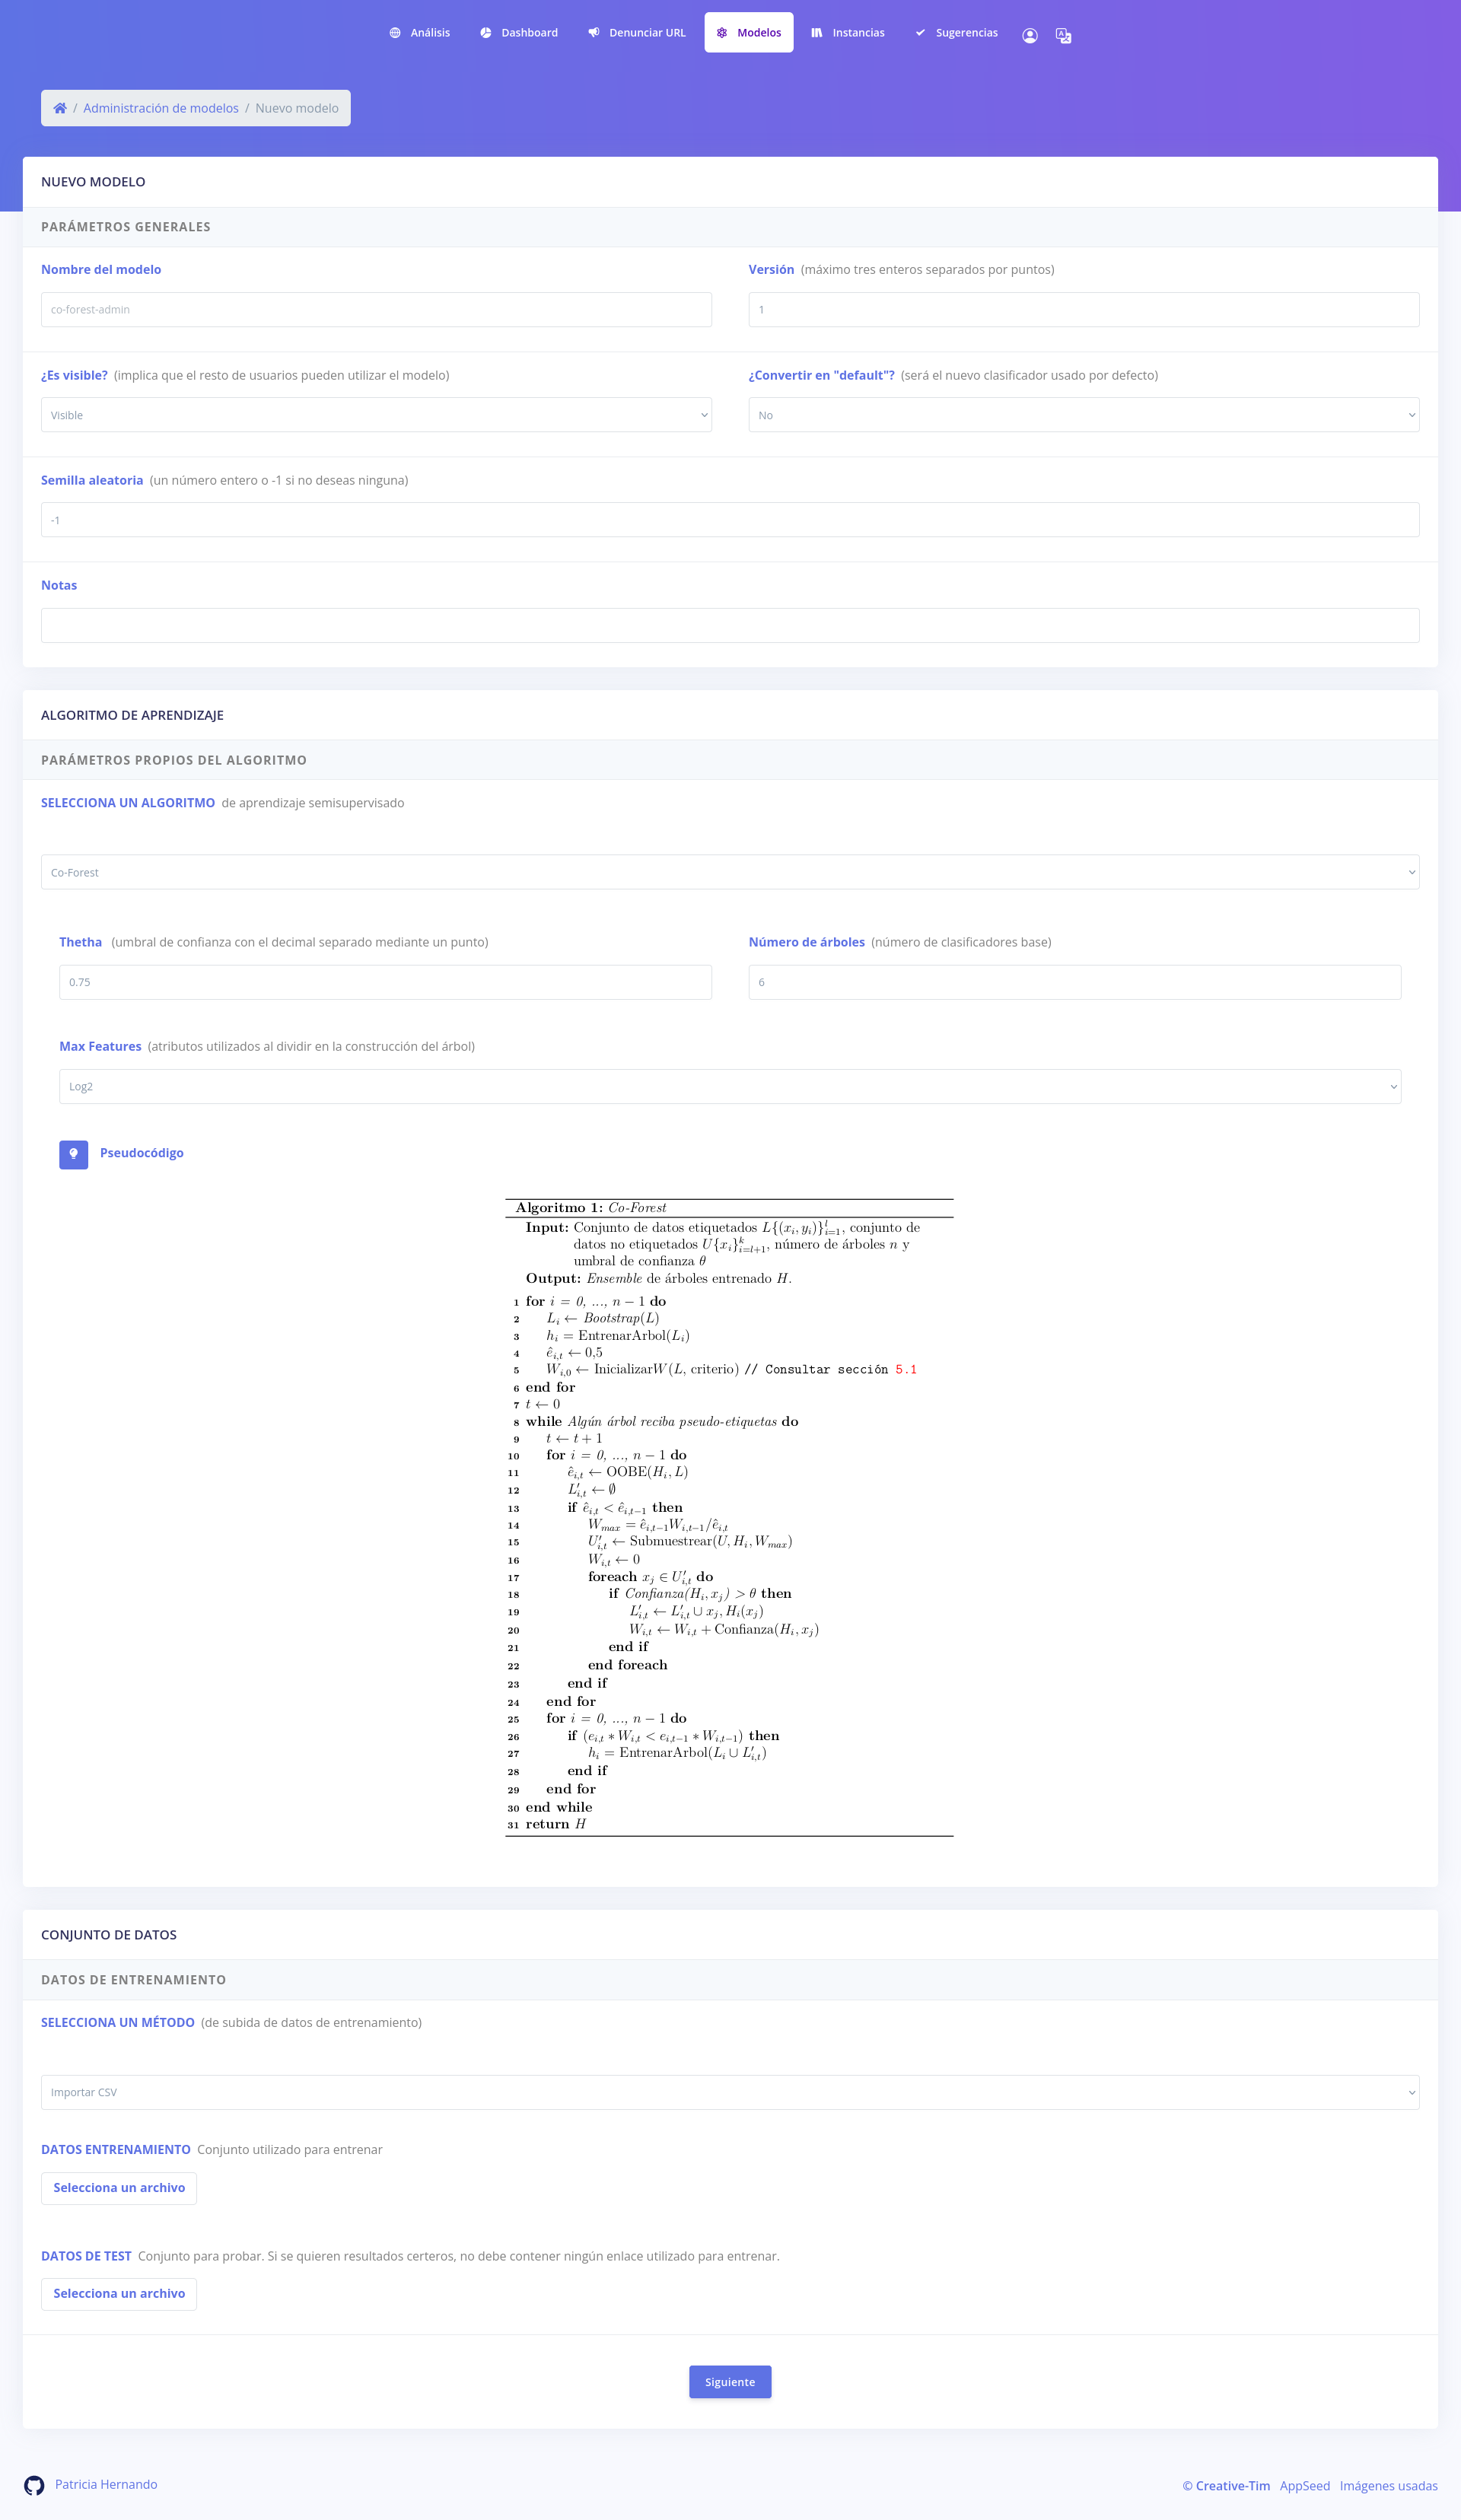 Análisis Dashboard Denunciar URL Modelos Instancias Sugerencias
/ Administración de modelos / Nuevo modelo
NUEVO MODELO
PARÁMETROS GENERALES
Nombre del modelo
co-forest-admin
Versión (máximo tres enteros separados por puntos)
1
¿Es visible? (implica que el resto de usuarios pueden utilizar el modelo)
Visible
¿Convertir en "default"? (será el nuevo clasificador usado por defecto)
No
Semilla aleatoria (un número entero o -1 si no deseas ninguna)
-1
Notas
ALGORITMO DE APRENDIZAJE
PARÁMETROS PROPIOS DEL ALGORITMO
SELECCIONA UN ALGORITMO de aprendizaje semisupervisado
Co-Forest
Thetha (umbral de confianza con el decimal separado mediante un punto)
0.75
Número de árboles (número de clasificadores base)
6
Max Features (atributos utilizados al dividir en la construcción del árbol)
Log2
Pseudocódigo
Algoritmo 1: Co-Forest
Input: Conjunto de datos etiquetados $L\{(x_i, y_i)\}_{i=1}^{l}$, conjunto de
datos no etiquetados $U\{x_i\}_{i=l+1}^{k}$, número de árboles $n$ y
umbral de confianza $\theta$
Output: Ensemble de árboles entrenado $H$.
1 for $i = 0, ..., n - 1$ do
2 $L_i \leftarrow Bootstrap(L)$
3 $h_i = \text{EntrenarArbol}(L_i)$
4 $\hat{e}_{i,t} \leftarrow 0,5$
5 $W_{i,0} \leftarrow \text{Inicializar}W(L, \text{criterio})$ // Consultar sección 5.1
6 end for
7 $t \leftarrow 0$
8 while Algún árbol reciba pseudo-etiquetas do
9 $t \leftarrow t + 1$
10 for $i = 0, ..., n - 1$ do
11 $\hat{e}_{i,t} \leftarrow \text{OOBE}(H_i, L)$
12 $L'_{i,t} \leftarrow \emptyset$
13 if $\hat{e}_{i,t} < \hat{e}_{i,t-1}$ then
14 $W_{max} = \hat{e}_{i,t-1}W_{i,t-1}/\hat{e}_{i,t}$
15 $U'_{i,t} \leftarrow \text{Submuestrear}(U, H_i, W_{max})$
16 $W_{i,t} \leftarrow 0$
17 foreach $x_j \in U'_{i,t}$ do
18 if $Confianza(H_i, x_j) > \theta$ then
19 $L'_{i,t} \leftarrow L'_{i,t} \cup x_j, H_i(x_j)$
20 $W_{i,t} \leftarrow W_{i,t} + \text{Confianza}(H_i, x_j)$
21 end if
22 end foreach
23 end if
24 end for
25 for $i = 0, ..., n - 1$ do
26 if $(e_{i,t} * W_{i,t} < e_{i,t-1} * W_{i,t-1})$ then
27 $h_i = \text{EntrenarArbol}(L_i \cup L'_{i,t})$
28 end if
29 end for
30 end while
31 return $H$
CONJUNTO DE DATOS
DATOS DE ENTRENAMIENTO
SELECCIONA UN MÉTODO (de subida de datos de entrenamiento)
Importar CSV
DATOS ENTRENAMIENTO Conjunto utilizado para entrenar
Selecciona un archivo
DATOS DE TEST Conjunto para probar. Si se quieren resultados certeros, no debe contener ningún enlace utilizado para entrenar.
Selecciona un archivo
Siguiente
Patricia Hernando
© Creative-Tim AppSeed Imágenes usadas